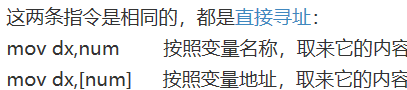 这两条指令是相同的，都是直接寻址：
mov dx,num 按照变量名称，取来它的内容
mov dx,[num] 按照变量地址，取来它的内容